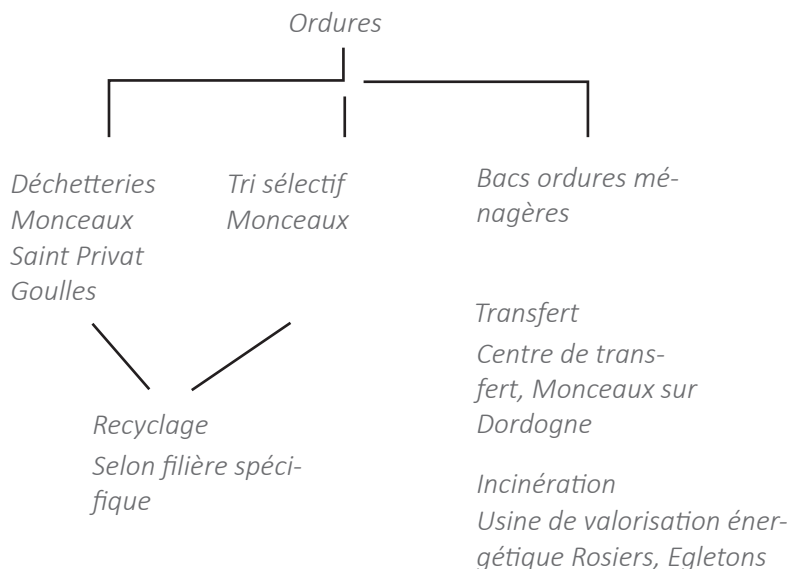 Ordures
Déchetteries
Monceaux
Saint Privat
Goulles
Tri sélectif
Monceaux
Bacs ordures mé-
nagères
Recyclage
Selon filière spéci-
fique
Transfert
Centre de trans-
fert, Monceaux sur
Dordogne
Incinération
Usine de valorisation éner-
gétique Rosiers, Egletons